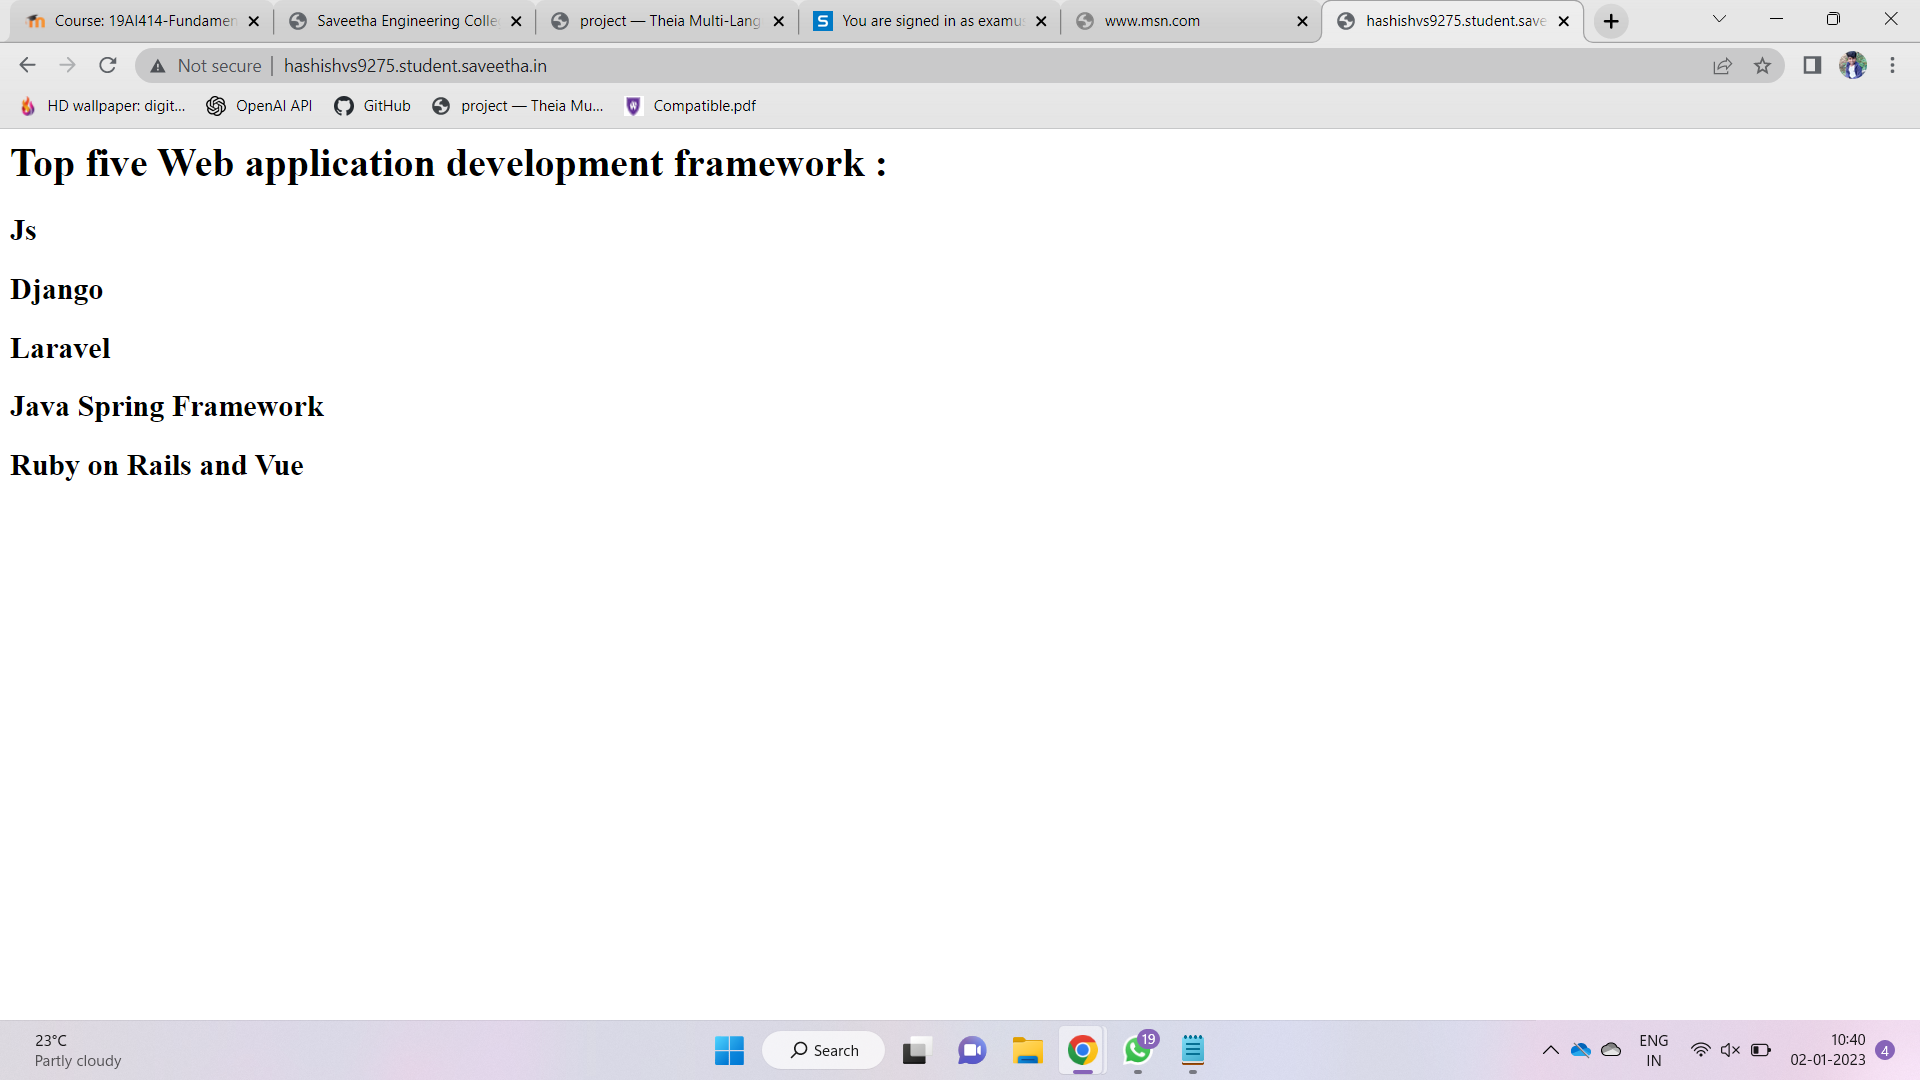 Course: 19AI414-Fundamen
Saveetha Engineering Colle
project — Theia Multi-Lang
S
You are signed in as examu
www.msn.com
hashishvs9275.student.save
Not secure
hashishvs9275.student.saveetha.in
HD wallpaper: digit...
OpenAI API
GitHub
project — Theia Mu...
Compatible.pdf
Top five Web application development framework :
Js
Django
Laravel
Java Spring Framework
Ruby on Rails and Vue
23°C
Partly cloudy
Search
19
ENG
IN
10:40
02-01-2023
4